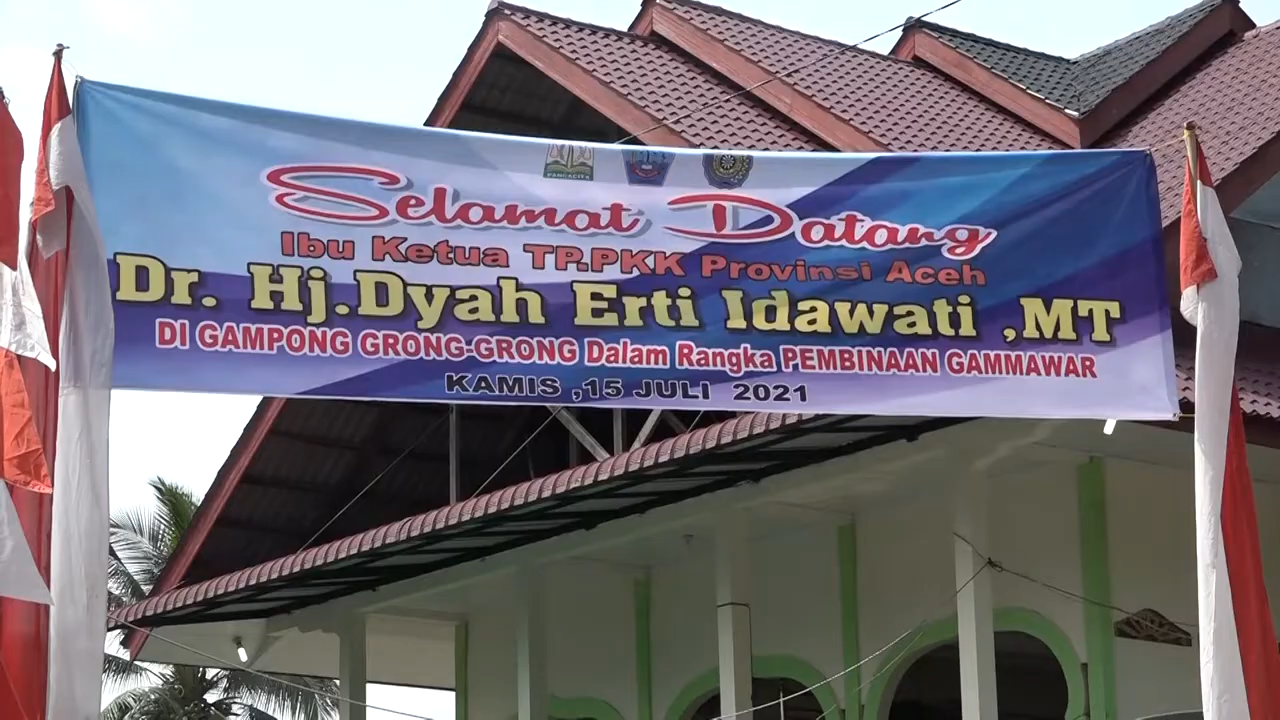 PANCACITA
Selamat Datang
Ibu Ketua TP.PKK Provinsi Aceh
Dr. Hj.Dyah Erti Idawati ,MT
DI GAMPONG GRONG-GRONG Dalam Rangka PEMBINAAN GAMMAWAR
KAMIS ,15 JULI 2021